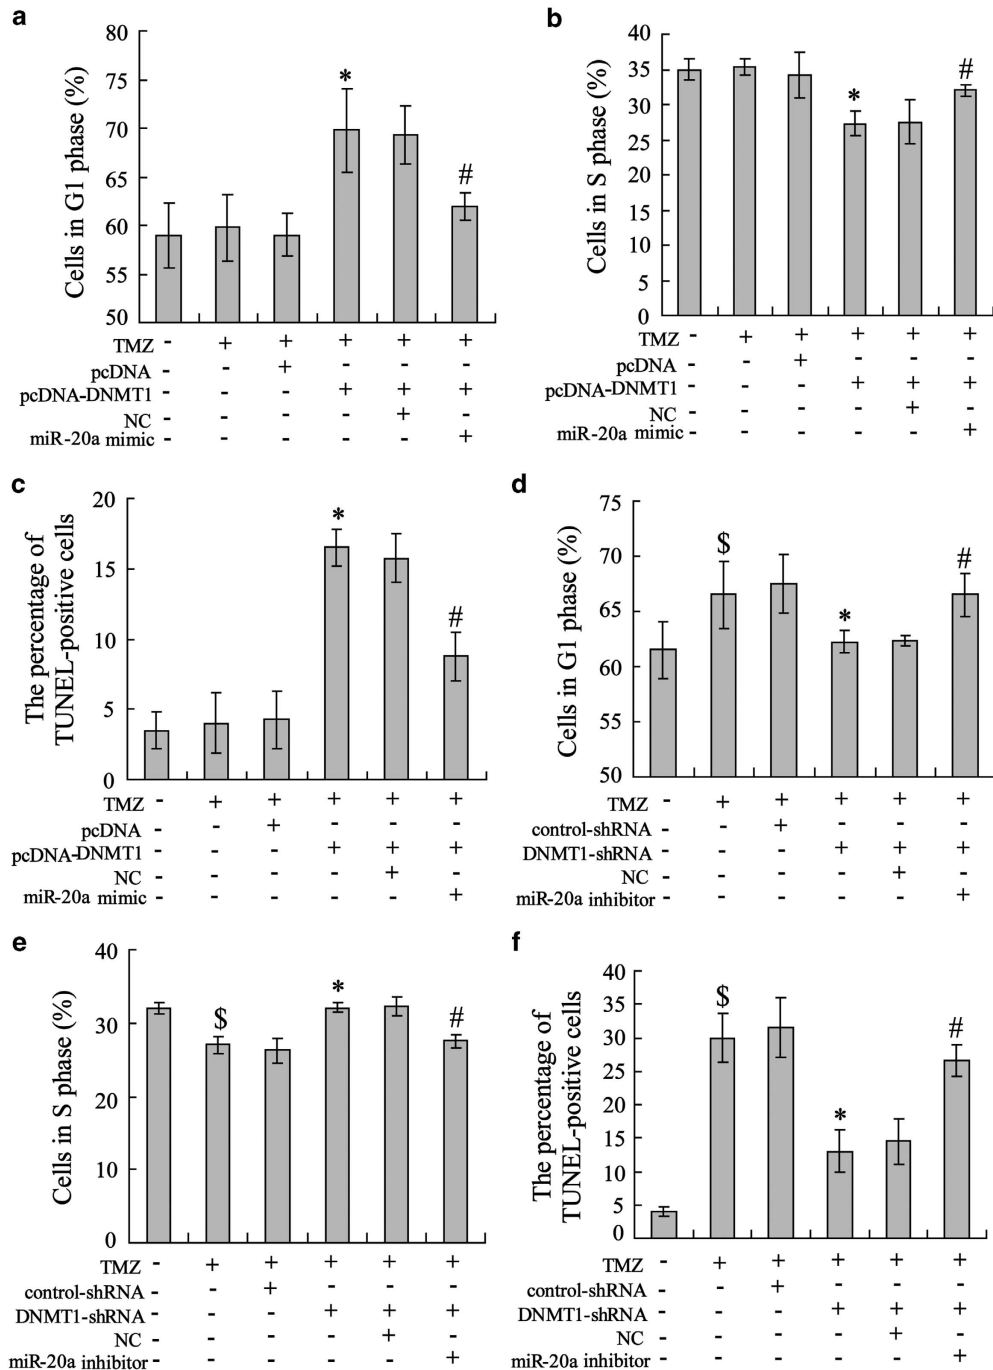 a
Cells in G1 phase (%)
80
75
70
65
60
55
50
*
#
TMZ - + + + + +
pcDNA - - + - - -
pcDNA-DNMT1 - - - + + +
NC - - - - + -
miR-20a mimic - - - - - +
b
Cells in S phase (%)
40
35
30
25
20
15
10
5
0
*
#
TMZ - + + + + +
pcDNA - - + - - -
pcDNA-DNMT1 - - - + + +
NC - - - - + -
miR-20a mimic - - - - - +
c
The percentage of
TUNEL-positive cells
20
15
10
5
0
*
#
TMZ - + + + + +
pcDNA - - + - - -
pcDNA-DNMT1 - - - + + +
NC - - - - + -
miR-20a mimic - - - - - +
d
Cells in G1 phase (%)
75
70
65
60
55
50
$
*
#
TMZ - + + + + +
control-shRNA - - + - - -
DNMT1-shRNA - - - + + +
NC - - - - + -
miR-20a inhibitor - - - - - +
e
Cells in S phase (%)
40
30
20
10
0
$
*
#
TMZ - + + + + +
control-shRNA - - + - - -
DNMT1-shRNA - - - + + +
NC - - - - + -
miR-20a inhibitor - - - - - +
f
The percentage of
TUNEL-positive cells
40
35
30
25
20
15
10
5
0
$
*
#
TMZ - + + + + +
control-shRNA - - + - - -
DNMT1-shRNA - - - + + +
NC - - - - + -
miR-20a inhibitor - - - - - +